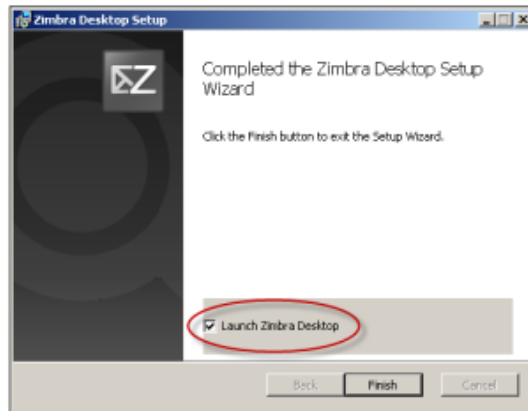 Zimbra Desktop Setup
Z
Completed the Zimbra Desktop Setup
Wizard
Click the Finish button to exit the Setup Wizard.
Launch Zimbra Desktop
Back Finish Cancel